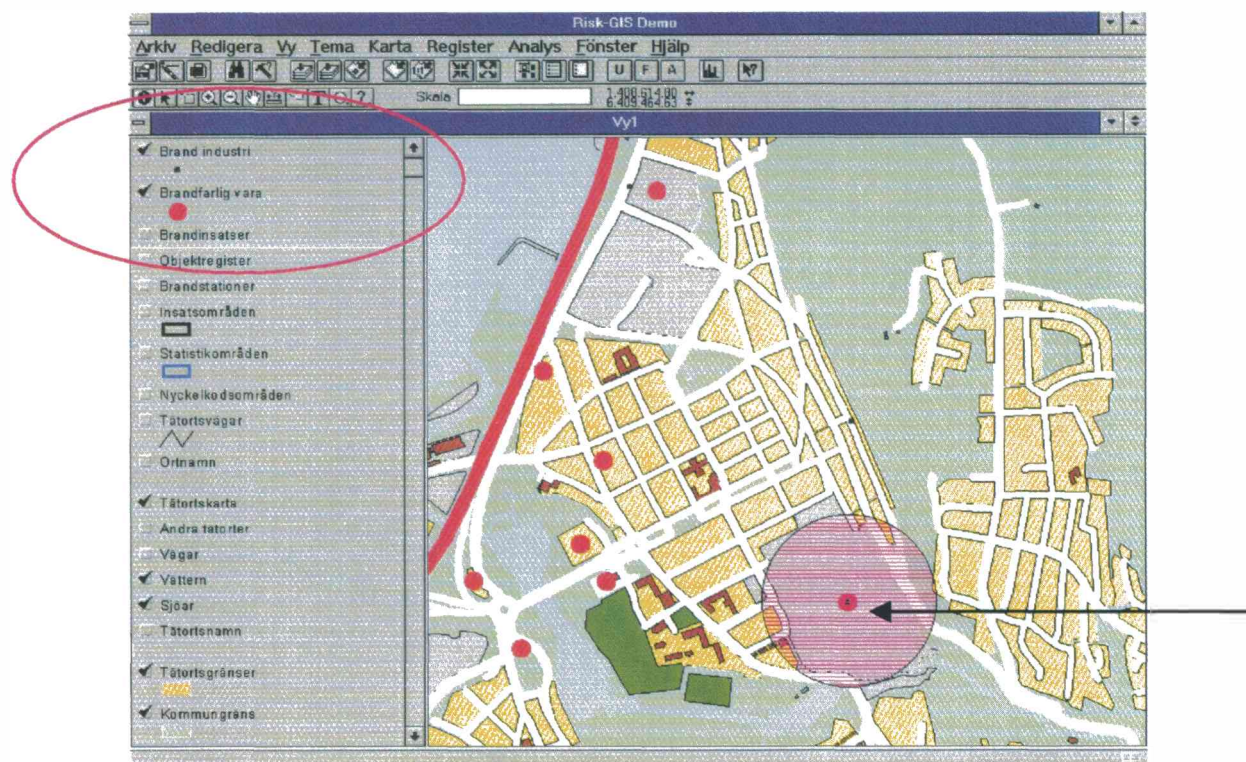 Risk-GIS Demo
Arkiv Redigera Vy Tema Karta Register Analys Fönster Hjälp
U F A
Skala
Vy1
Brand industri
Brandfarlig vara
Brandinsatser
Objektregister
Brandstationer
Insatsområden
Statistikområden
Nyckelkodsområden
Tätortsvägar
Ortnamn
Tätortskarta
Andra tätorter
Vägar
Vättern
Sjöar
Tätortsnamn
Tätortsgränser
Kommungräns